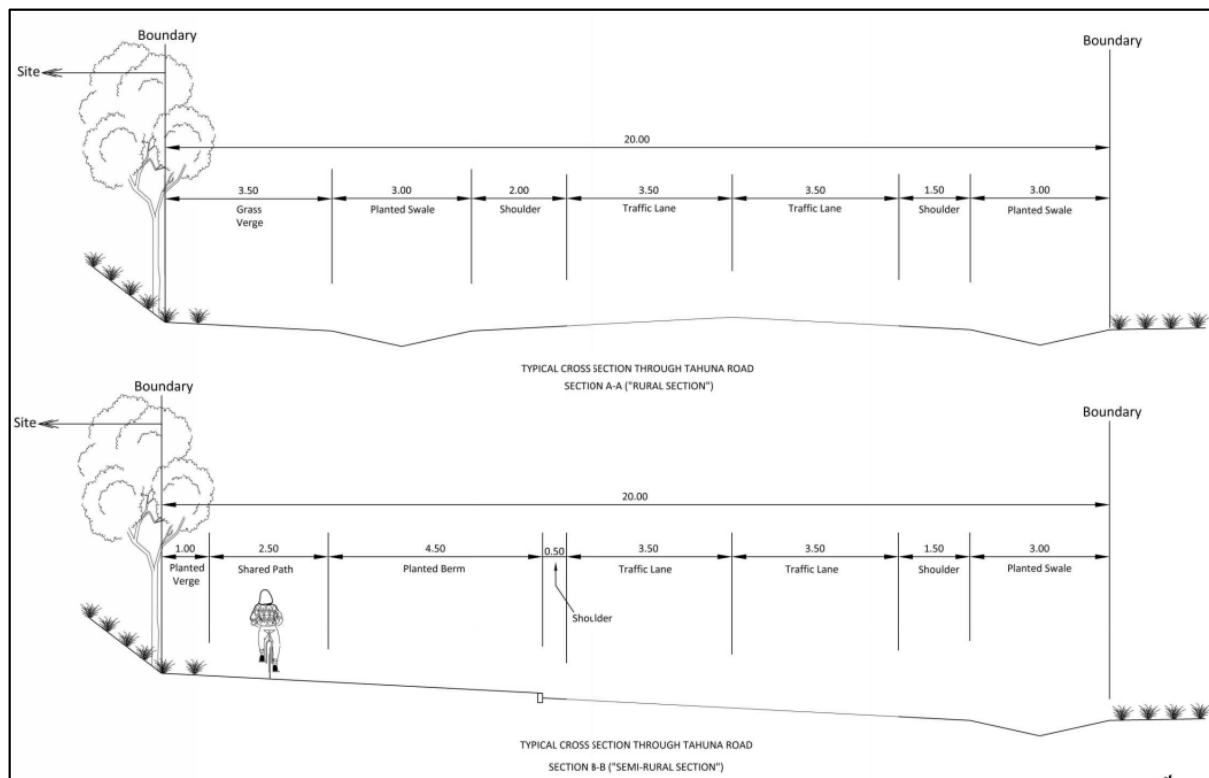 Boundary
Boundary
Site
20.00
3.50
3.00
2.00
3.50
3.50
1.50
3.00
Grass
Verge
Planted Swale
Shoulder
Traffic Lane
Traffic Lane
Shoulder
Planted Swale
TYPICAL CROSS SECTION THROUGH TAHUNA ROAD
SECTION A-A ("RURAL SECTION")
Boundary
Boundary
Site
20.00
1.00
2.50
4.50
0.50
3.50
3.50
1.50
3.00
Planted
Verge
Shared Path
Planted Berm
Shoulder
Traffic Lane
Traffic Lane
Shoulder
Planted Swale
TYPICAL CROSS SECTION THROUGH TAHUNA ROAD
SECTION B-B ("SEMI-RURAL SECTION")